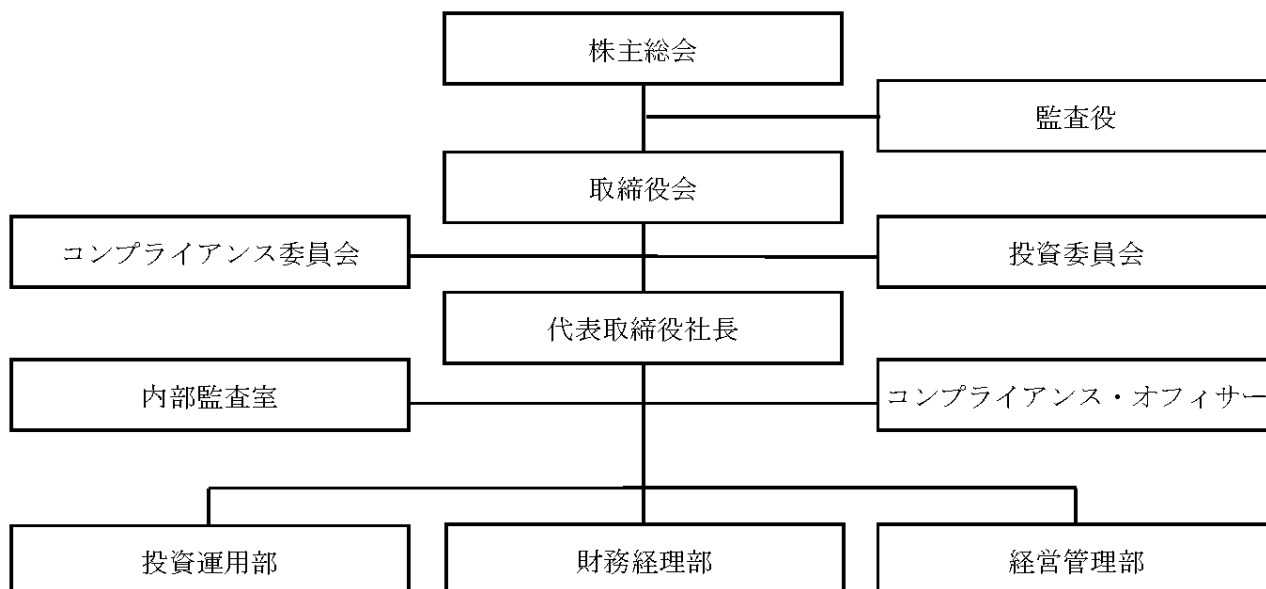 株主総会
監査役
取締役会
コンプライアンス委員会
投資委員会
代表取締役社長
内部監査室
コンプライアンス・オフィサー
投資運用部
財務経理部
経営管理部